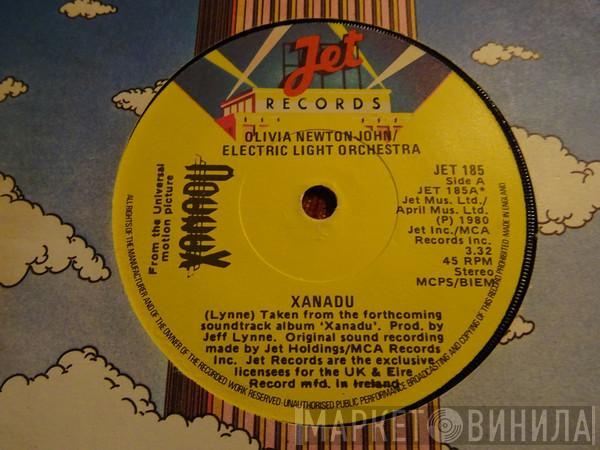 Jet
RECORDS
OLIVIA NEWTON-JOHN/
ELECTRIC LIGHT ORCHESTRA
From the Universal
motion picture
XANADU
JET 185
Side A
JET 185A*
Jet Mus. Ltd./
April Mus. Ltd.
(P) 1980
Jet Inc./MCA
Records Inc.
3.32
45 RPM
Stereo
MCPS/BIEM
XANADU
(Lynne) Taken from the forthcoming
soundtrack album 'Xanadu'. Prod. by
Jeff Lynne. Original sound recording
made by Jet Holdings/MCA Records
Inc. Jet Records are the exclusive
licensees for the UK & Eire
Record mfd. in Ireland
ALL RIGHTS OF THE MANUFACTURER AND OF THE OWNER OF THE RECORDED WORK RESERVED · UNAUTHORISED PUBLIC PERFORMANCE BROADCASTING AND COPYING OF THIS RECORD PROHIBITED MADE IN ENGLAND
МАРКЕТ ВИНИЛА